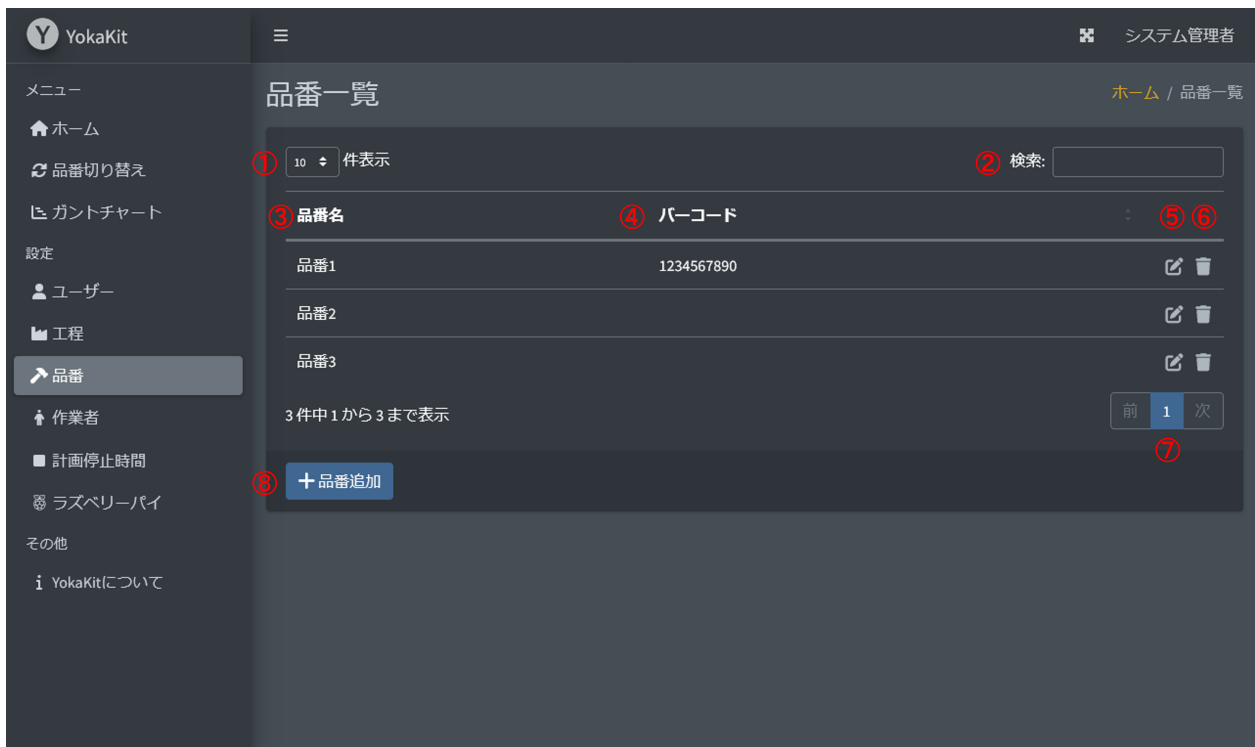 Y YokaKit
システム管理者
メニュー
ホーム
品番切り替え
ガントチャート
設定
ユーザー
工程
品番
作業者
計画停止時間
ラズベリーパイ
その他
YokaKitについて
品番一覧
ホーム / 品番一覧
① 10 件表示
② 検索:
③ 品番名 ④ バーコード ⑤ ⑥
品番1 1234567890
品番2
品番3
3 件中 1 から 3 まで表示
前 1 次
⑦
⑧ 品番追加